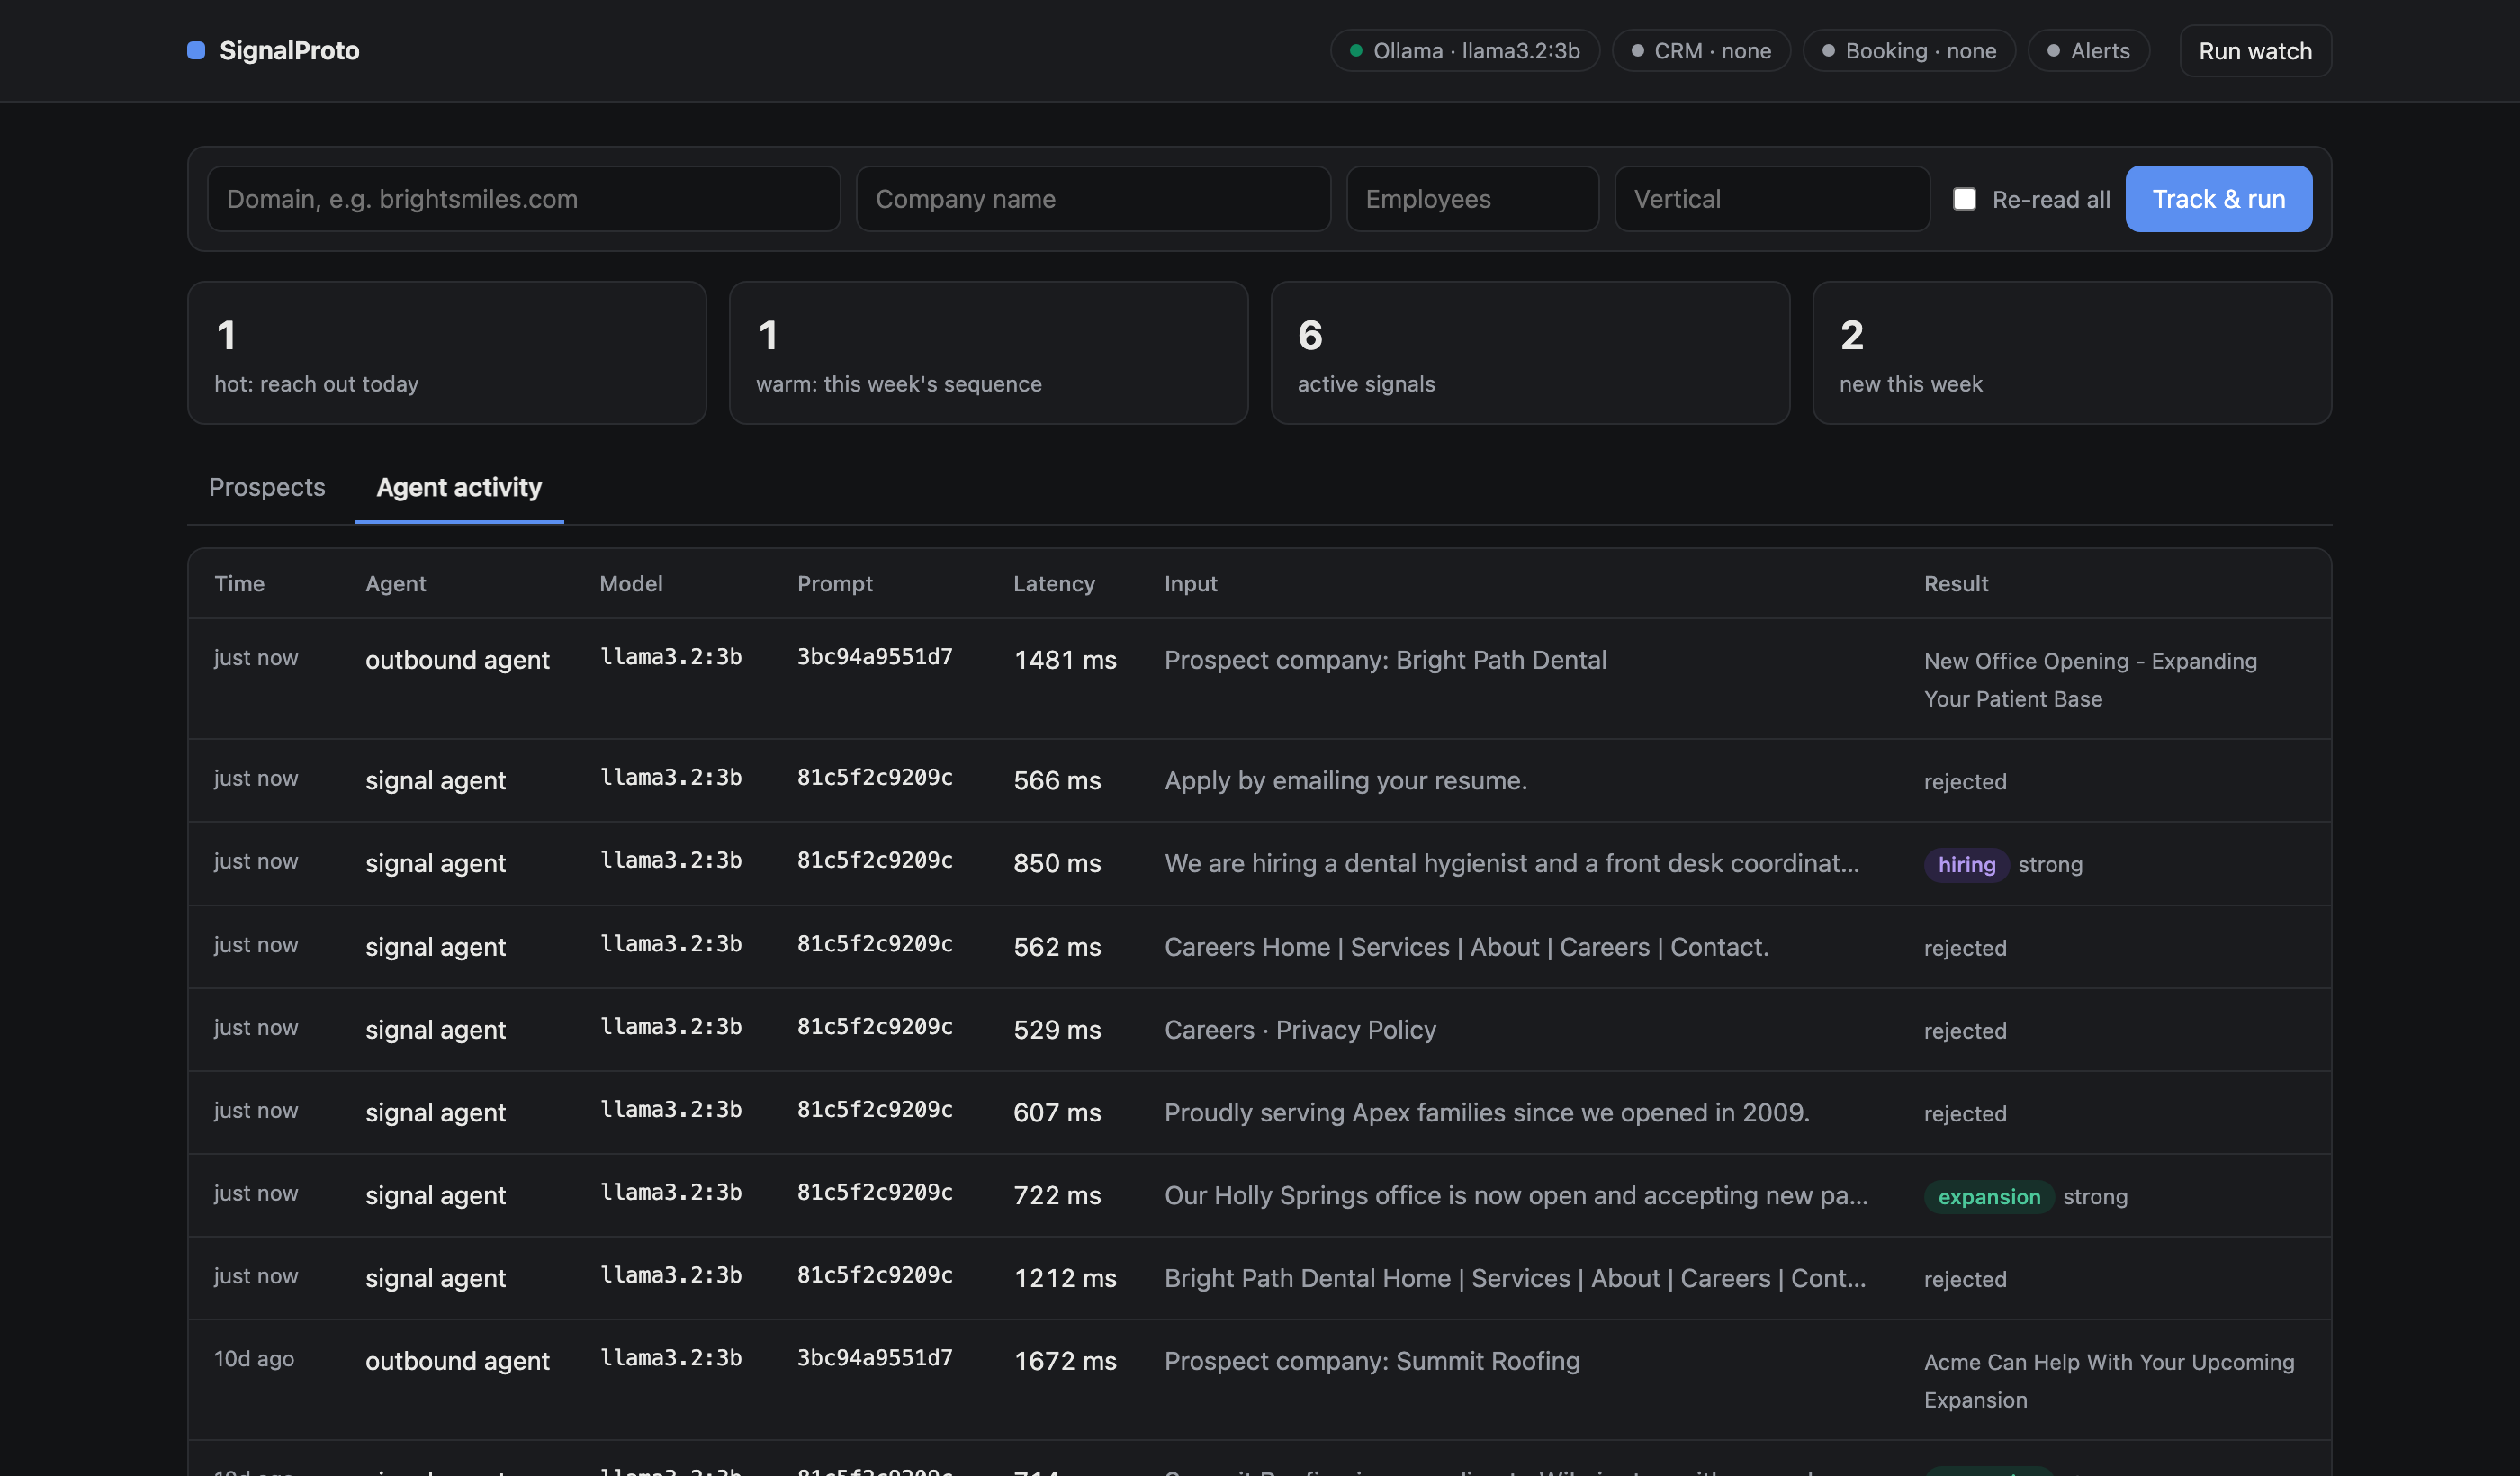 SignalProto
Ollama · llama3.2:3b
CRM · none
Booking · none
Alerts
Run watch
Domain, e.g. brightsmiles.com
Company name
Employees
Vertical
Re-read all
Track & run
1
hot: reach out today
1
warm: this week's sequence
6
active signals
2
new this week
Prospects
Agent activity
Time Agent Model Prompt Latency Input Result
just now outbound agent llama3.2:3b 3bc94a9551d7 1481 ms Prospect company: Bright Path Dental New Office Opening - Expanding
Your Patient Base
just now signal agent llama3.2:3b 81c5f2c9209c 566 ms Apply by emailing your resume. rejected
just now signal agent llama3.2:3b 81c5f2c9209c 850 ms We are hiring a dental hygienist and a front desk coordinat... hiring strong
just now signal agent llama3.2:3b 81c5f2c9209c 562 ms Careers Home | Services | About | Careers | Contact. rejected
just now signal agent llama3.2:3b 81c5f2c9209c 529 ms Careers · Privacy Policy rejected
just now signal agent llama3.2:3b 81c5f2c9209c 607 ms Proudly serving Apex families since we opened in 2009. rejected
just now signal agent llama3.2:3b 81c5f2c9209c 722 ms Our Holly Springs office is now open and accepting new pa... expansion strong
just now signal agent llama3.2:3b 81c5f2c9209c 1212 ms Bright Path Dental Home | Services | About | Careers | Cont... rejected
10d ago outbound agent llama3.2:3b 3bc94a9551d7 1672 ms Prospect company: Summit Roofing Acme Can Help With Your Upcoming
Expansion